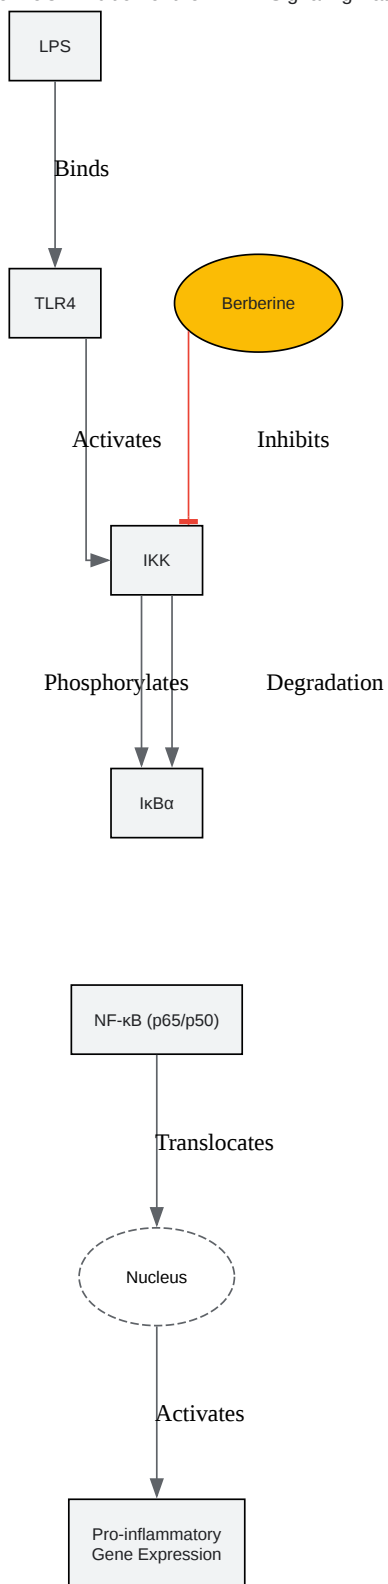 LPS
Binds
TLR4
Berberine
Activates
Inhibits
IKK
Phosphorylates
Degradation
IκBα
NF-κB (p65/p50)
Translocates
Nucleus
Activates
Pro-inflammatory
Gene Expression